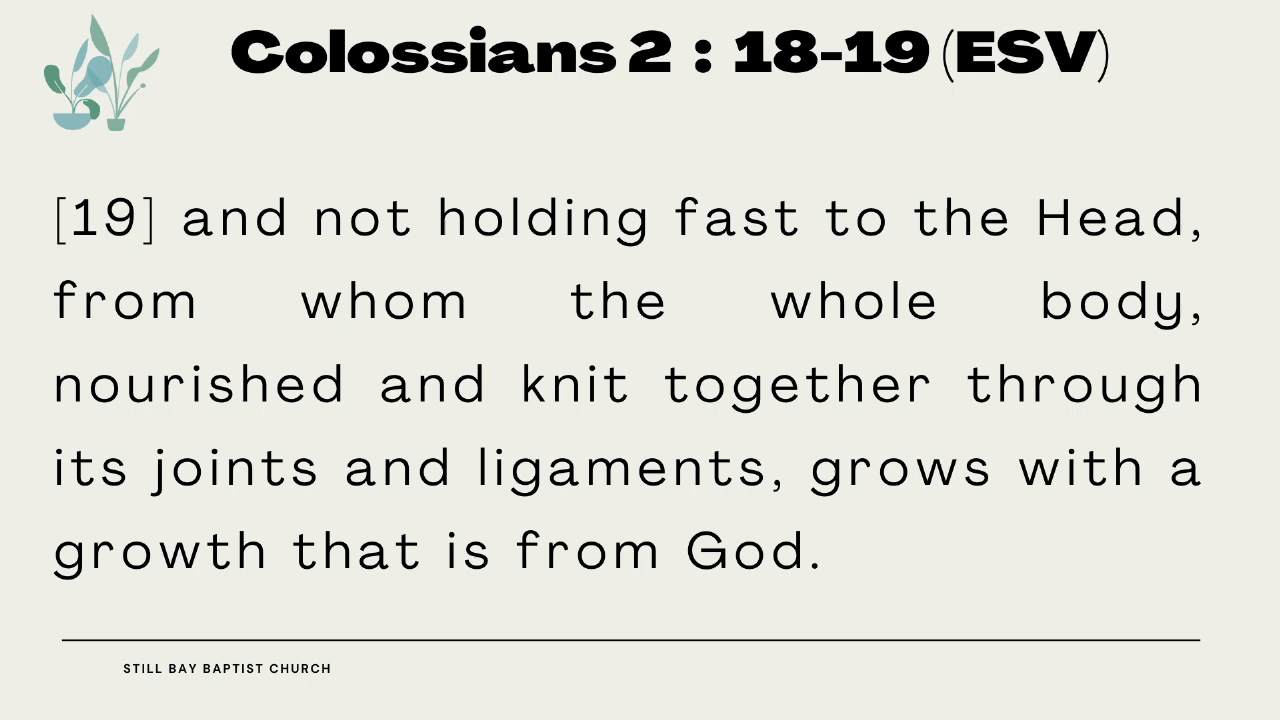 Colossians 2 : 18-19 (ESV)
[19] and not holding fast to the Head,
from whom the whole body,
nourished and knit together through
its joints and ligaments, grows with a
growth that is from God.
STILL BAY BAPTIST CHURCH